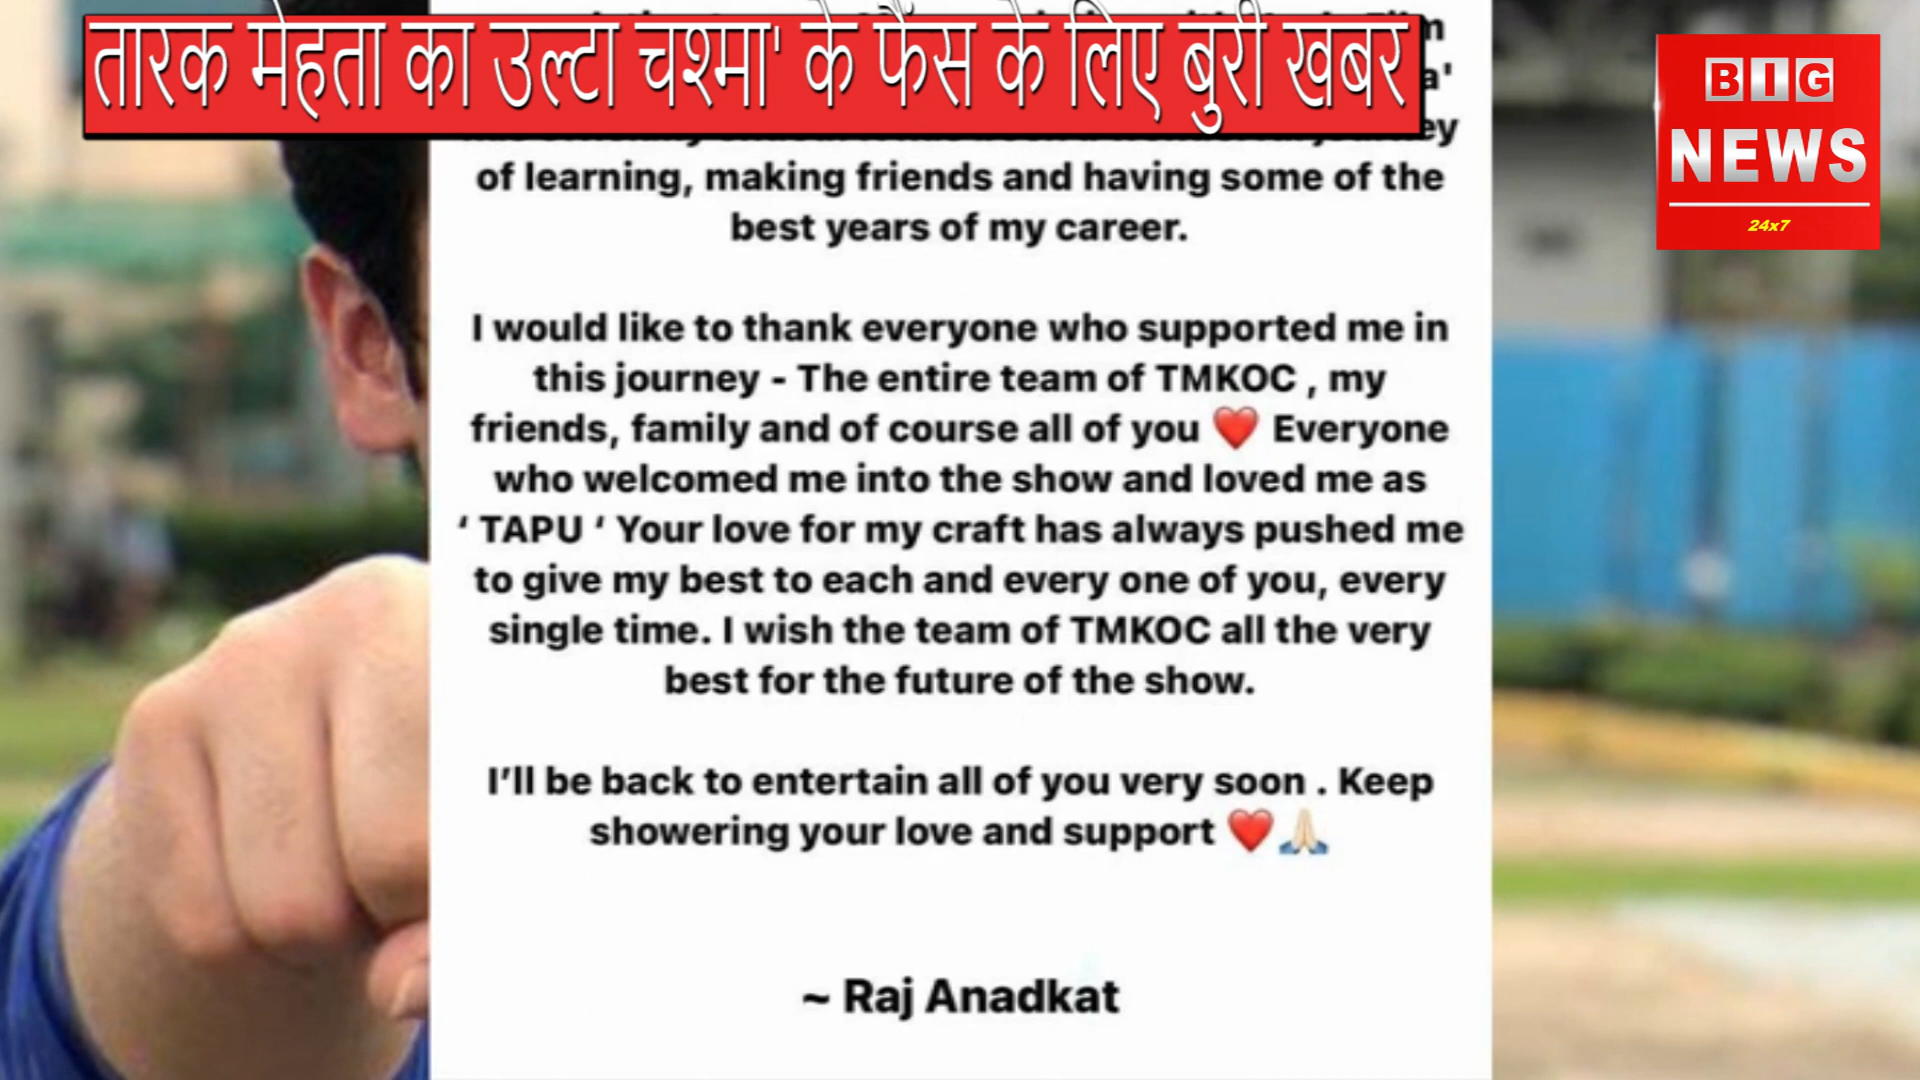 तारक मेहता का उल्टा चश्मा' के फैंस के लिए बुरी खबर
BIG
NEWS
24x7
of learning, making friends and having some of the
best years of my career.
I would like to thank everyone who supported me in
this journey - The entire team of TMKOC , my
friends, family and of course all of you ❤️ Everyone
who welcomed me into the show and loved me as
‘ TAPU ‘ Your love for my craft has always pushed me
to give my best to each and every one of you, every
single time. I wish the team of TMKOC all the very
best for the future of the show.
I’ll be back to entertain all of you very soon . Keep
showering your love and support ❤️🙏🏻
~ Raj Anadkat